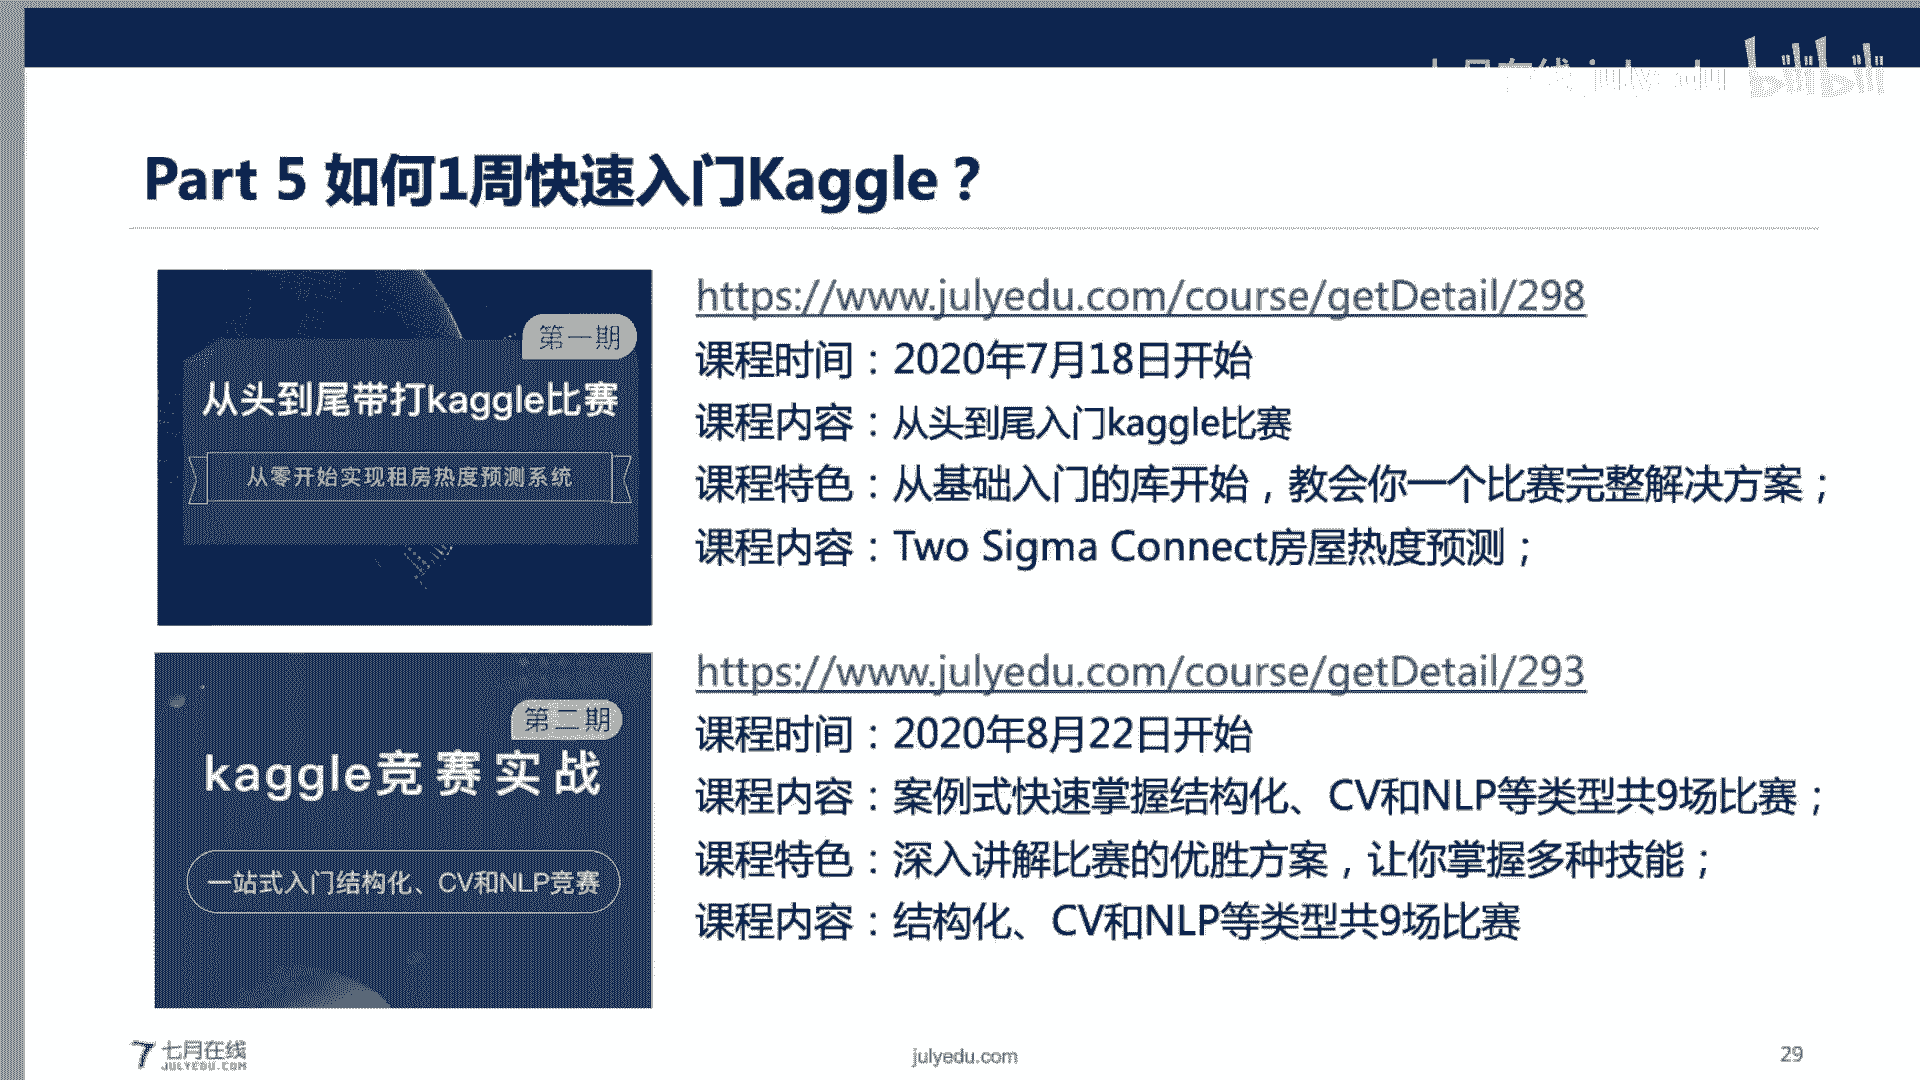 七月在线 julyedu bilibili
Part 5 如何1周快速入门Kaggle？
第一期
从头到尾带打kaggle比赛
从零开始实现租房热度预测系统
https://www.julyedu.com/course/getDetail/298
课程时间：2020年7月18日开始
课程内容：从头到尾入门kaggle比赛
课程特色：从基础入门的库开始，教会你一个比赛完整解决方案；
课程内容：Two Sigma Connect房屋热度预测；
第二期
kaggle竞赛实战
一站式入门结构化、CV和NLP竞赛
https://www.julyedu.com/course/getDetail/293
课程时间：2020年8月22日开始
课程内容：案例式快速掌握结构化、CV和NLP等类型共9场比赛；
课程特色：深入讲解比赛的优胜方案，让你掌握多种技能；
课程内容：结构化、CV和NLP等类型共9场比赛
七月在线
JULYEDU.COM
julyedu.com
29